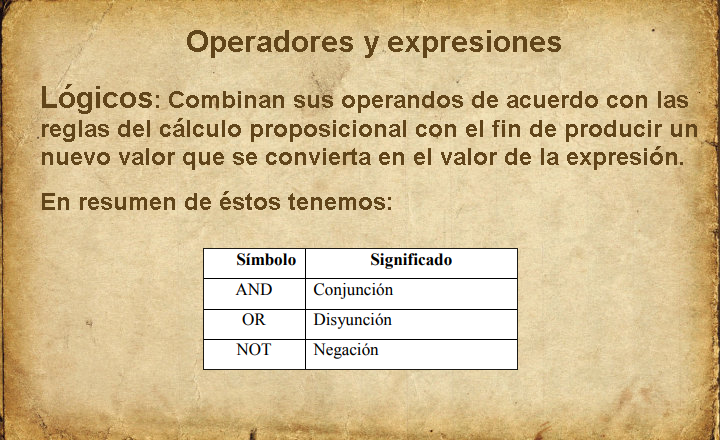 Operadores y expresiones
Lógicos: Combinan sus operandos de acuerdo con las
reglas del cálculo proposicional con el fin de producir un
nuevo valor que se convierta en el valor de la expresión.
En resumen de éstos tenemos:
Símbolo Significado
AND Conjunción
OR Disyunción
NOT Negación